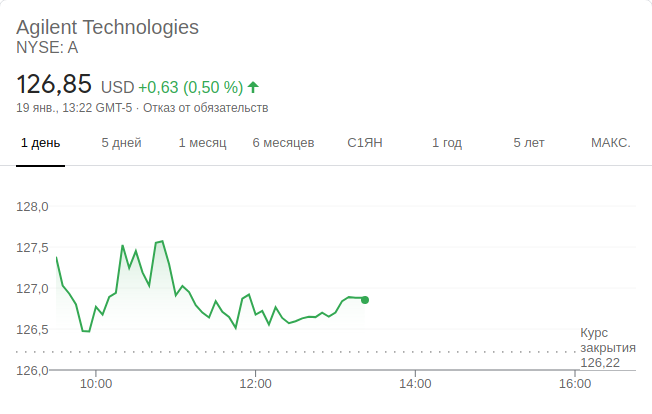 Agilent Technologies
NYSE: A
126,85 USD +0,63 (0,50 %)
19 янв., 13:22 GMT-5 · Отказ от обязательств
1 день 5 дней 1 месяц 6 месяцев С1ЯН 1 год 5 лет МАКС.
128,0
127,5
127,0
126,5
Курс
закрытия
126,22
126,0
10:00 12:00 14:00 16:00